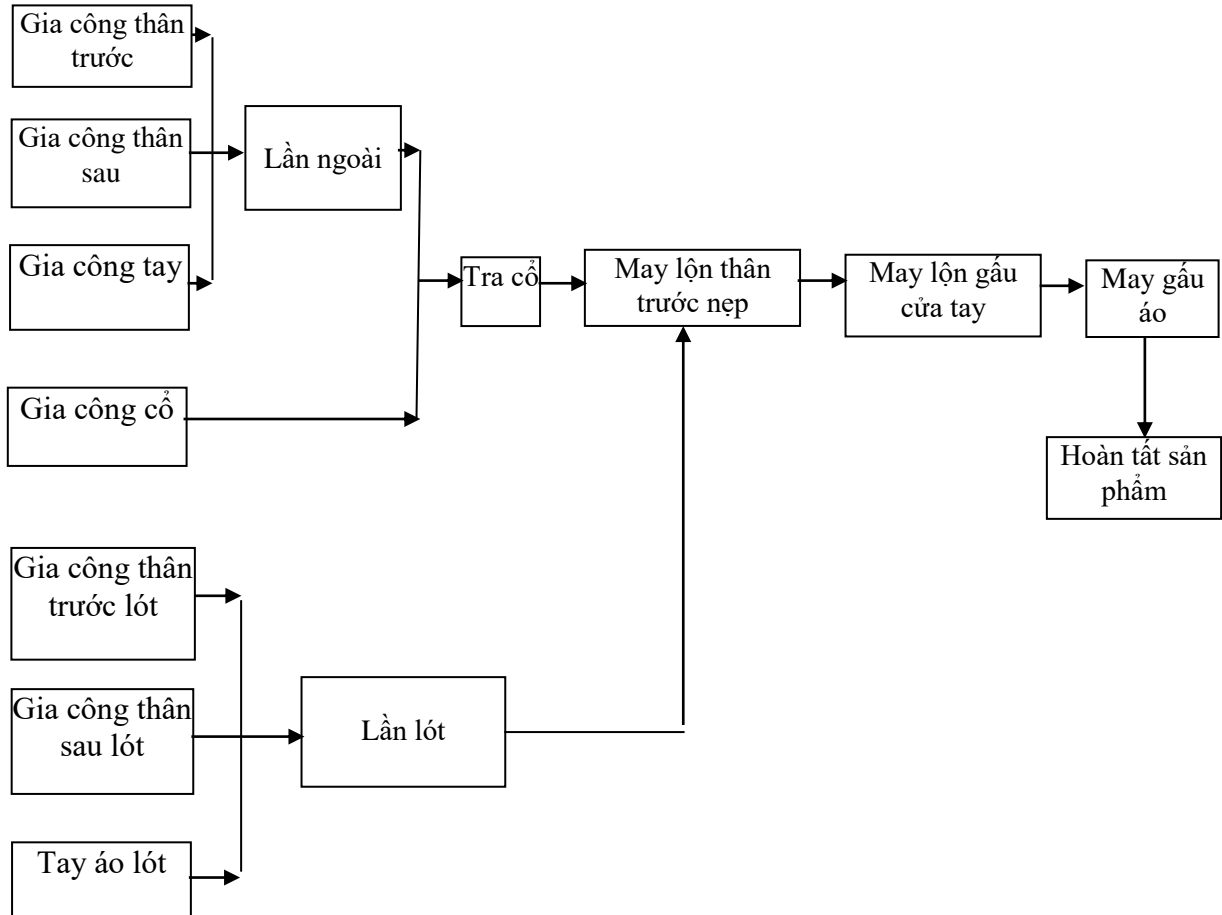 Gia công thân
trước
Gia công thân
sau
Lần ngoài
Gia công tay
Tra cổ
May lộn thân
trước nẹp
May lộn gấu
cửa tay
May gấu
áo
Gia công cổ
Hoàn tất sản
phẩm
Gia công thân
trước lót
Gia công thân
sau lót
Lần lót
Tay áo lót